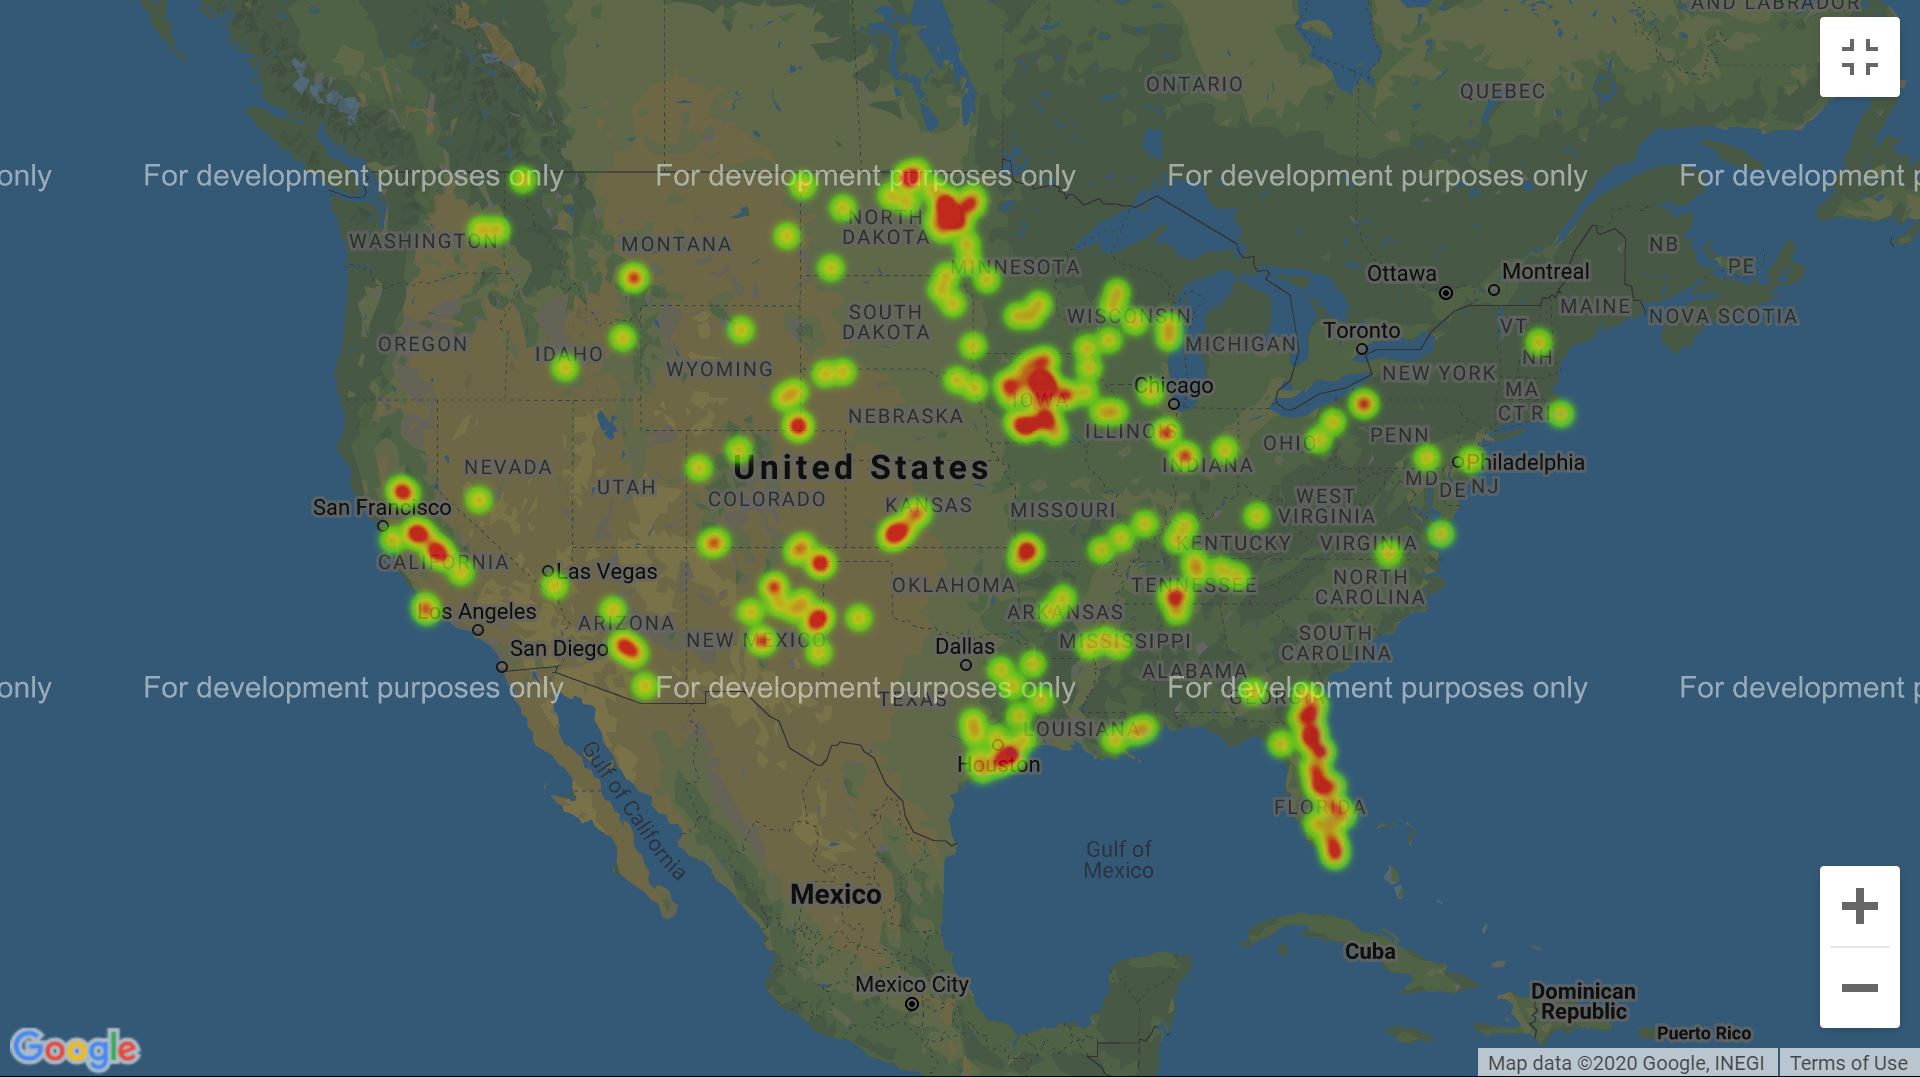 AND LABRADOR
ONTARIO
QUEBEC
only
For development purposes only
For development purposes only
For development purposes only
For development p
WASHINGTON
MONTANA
NORTH
DAKOTA
MINNESOTA
NB
PE
Ottawa
Montreal
MAINE
NOVA SCOTIA
OREGON
IDAHO
SOUTH
DAKOTA
WISCONSIN
MICHIGAN
Toronto
VT
NH
WYOMING
NEW YORK
MA
CT RI
Chicago
NEBRASKA
IOWA
ILLINOIS
INDIANA
OHIO
PENN
NEVADA
UTAH
United States
COLORADO
Philadelphia
MD
DE
NJ
San Francisco
KANSAS
MISSOURI
WEST
VIRGINIA
CALIFORNIA
Las Vegas
KENTUCKY
VIRGINIA
OKLAHOMA
TENNESSEE
NORTH
CAROLINA
Los Angeles
ARIZONA
NEW MEXICO
ARKANSAS
MISSISSIPPI
SOUTH
CAROLINA
San Diego
Dallas
ALABAMA
only
For development purposes only
For development purposes only
For development purposes only
For development p
TEXAS
GEORGIA
LOUISIANA
Houston
Gulf of California
FLORIDA
Gulf of
Mexico
Mexico
Cuba
Mexico City
Dominican
Republic
Puerto Rico
Google
Map data ©2020 Google, INEGI
Terms of Use